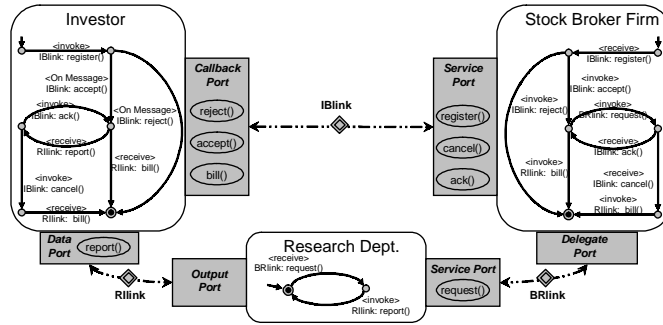 Investor
<invoke>
IBlink: register()
<On Message>
IBlink: accept()
<invoke>
IBlink: ack()
<On Message>
IBlink: reject()
<receive>
RIlink: report()
<receive>
RIlink: bill()
<invoke>
IBlink: cancel()
<receive>
RIlink: bill()
Callback
Port
reject()
accept()
bill()
IBlink
Service
Port
register()
cancel()
ack()
Stock Broker Firm
<receive>
IBlink: register()
<invoke>
IBlink: accept()
<invoke>
IBlink: reject()
<invoke>
BRlink: request()
<receive>
IBlink: ack()
<invoke>
RIlink: bill()
<receive>
IBlink: cancel()
<invoke>
RIlink: bill()
Data
Port
report()
RIlink
Output
Port
Research Dept.
<receive>
BRlink: request()
<invoke>
RIlink: report()
Service Port
request()
BRlink
Delegate
Port